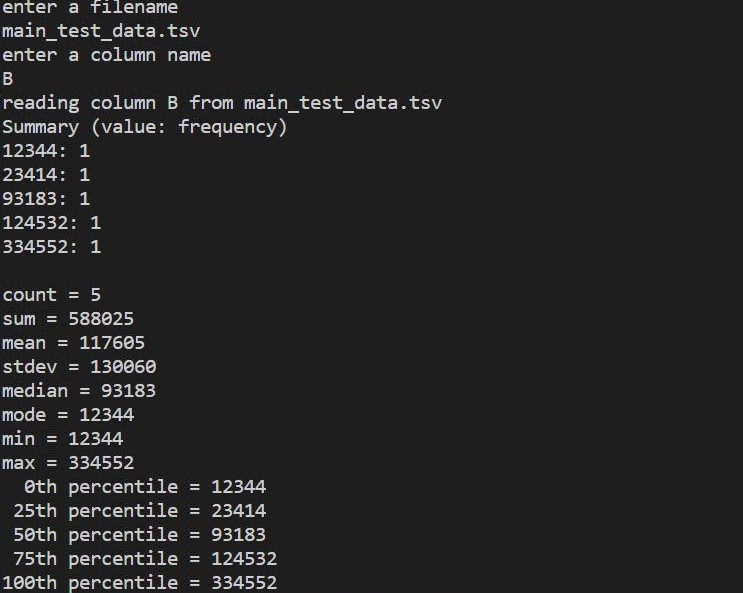 enter a filename
main_test_data.tsv
enter a column name
B
reading column B from main_test_data.tsv
Summary (value: frequency)
12344: 1
23414: 1
93183: 1
124532: 1
334552: 1

count = 5
sum = 588025
mean = 117605
stdev = 130060
median = 93183
mode = 12344
min = 12344
max = 334552
  0th percentile = 12344
 25th percentile = 23414
 50th percentile = 93183
 75th percentile = 124532
100th percentile = 334552